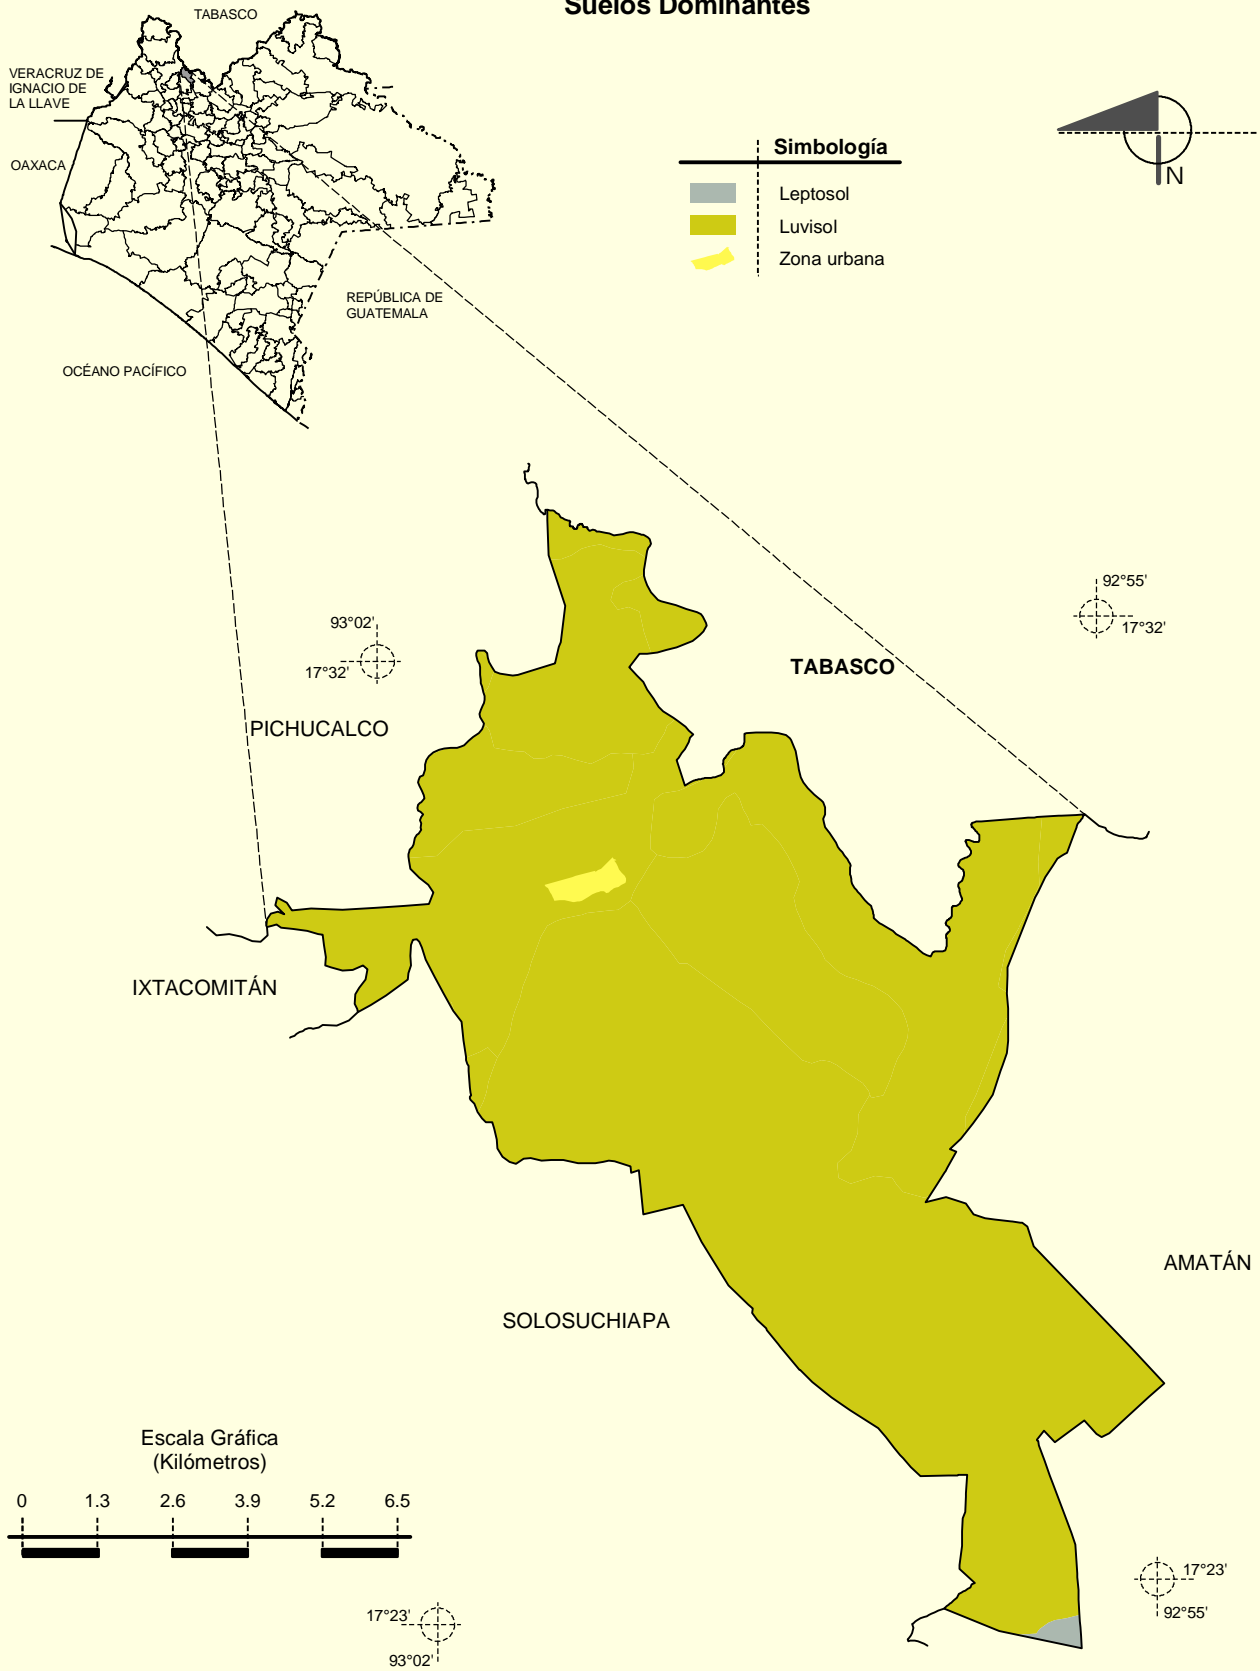 Suelos Dominantes
TABASCO
VERACRUZ DE
IGNACIO DE
LA LLAVE
OAXACA
REPÚBLICA DE
GUATEMALA
OCÉANO PACÍFICO
Simbología
Leptosol
Luvisol
Zona urbana
N
92°55'
17°32'
93°02'
17°32'
TABASCO
PICHUCALCO
IXTACOMITÁN
AMATÁN
SOLOSUCHIAPA
Escala Gráfica
(Kilómetros)
0 1.3 2.6 3.9 5.2 6.5
17°23'
92°55'
17°23'
93°02'